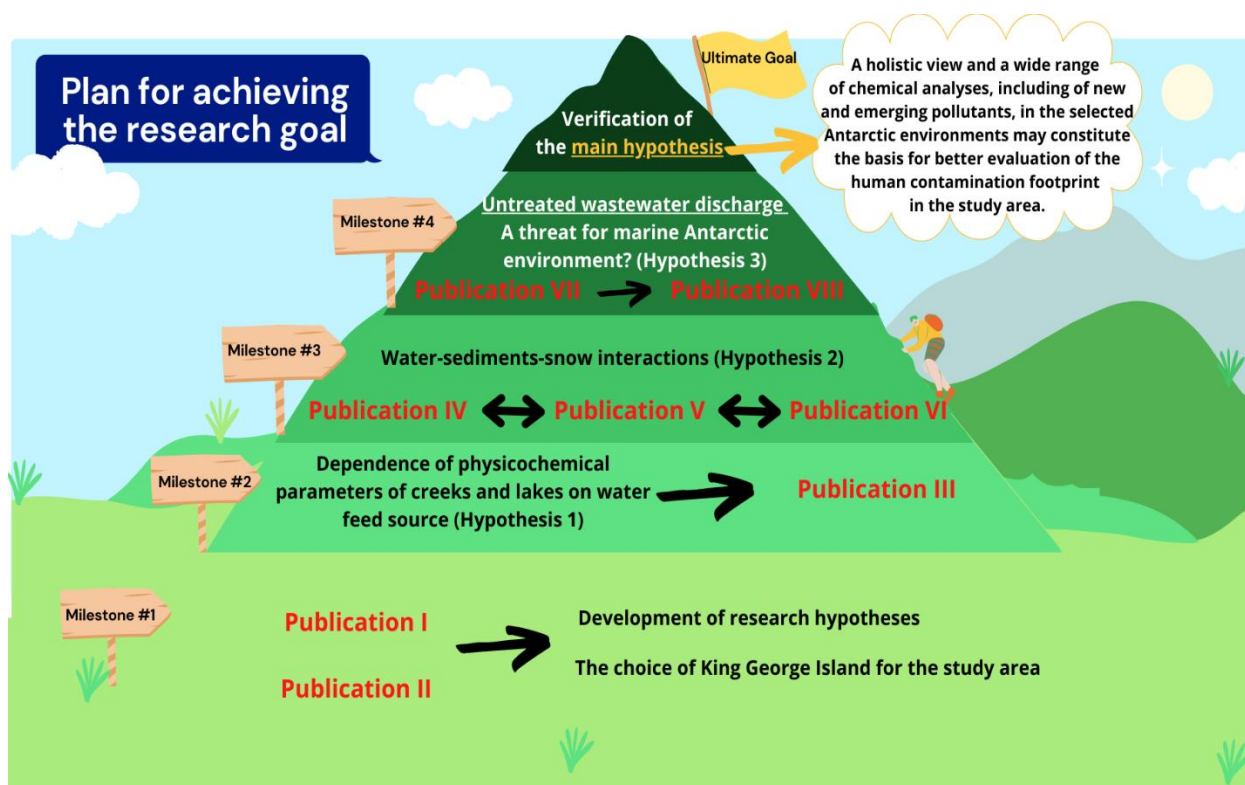 Plan for achieving
the research goal
Ultimate Goal
A holistic view and a wide range
of chemical analyses, including of new
and emerging pollutants, in the selected
Antarctic environments may constitute
the basis for better evaluation of the
human contamination footprint
in the study area.
Verification of
the main hypothesis
Milestone #4
Untreated wastewater discharge
A threat for marine Antarctic
environment? (Hypothesis 3)
Publication VII
Publication VIII
Milestone #3
Water-sediments-snow interactions (Hypothesis 2)
Publication IV
Publication V
Publication VI
Milestone #2
Dependence of physicochemical
parameters of creeks and lakes on water
feed source (Hypothesis 1)
Publication III
Milestone #1
Publication I
Publication II
Development of research hypotheses
The choice of King George Island for the study area